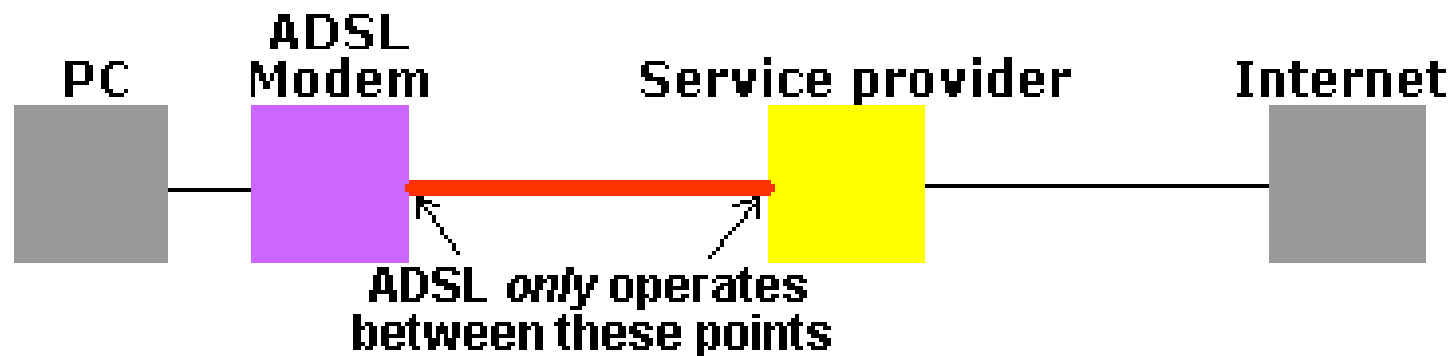 PC
ADSL
Modem
Service provider
Internet
ADSL only operates
between these points